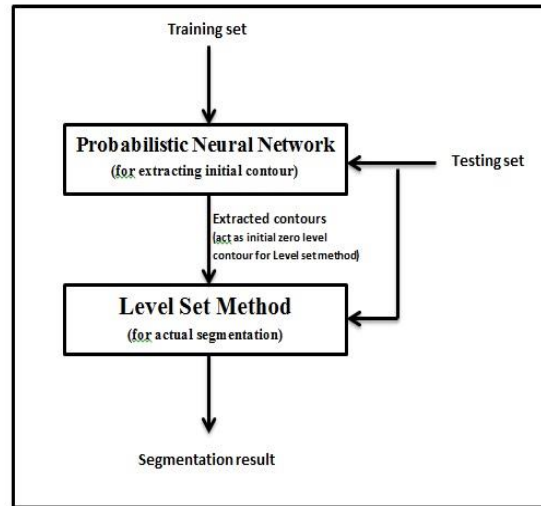 Training set
Probabilistic Neural Network
(for extracting initial contour)
Testing set
Extracted contours
(act as initial zero level
contour for Level set method)
Level Set Method
(for actual segmentation)
Segmentation result